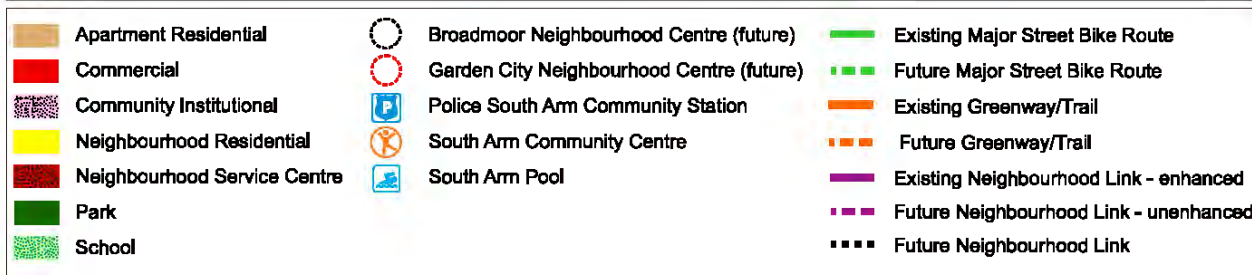 Apartment Residential
Commercial
Community Institutional
Neighbourhood Residential
Neighbourhood Service Centre
Park
School
Broadmoor Neighbourhood Centre (future)
Garden City Neighbourhood Centre (future)
P Police South Arm Community Station
South Arm Community Centre
South Arm Pool
Existing Major Street Bike Route
Future Major Street Bike Route
Existing Greenway/Trail
Future Greenway/Trail
Existing Neighbourhood Link - enhanced
Future Neighbourhood Link - unenhanced
Future Neighbourhood Link